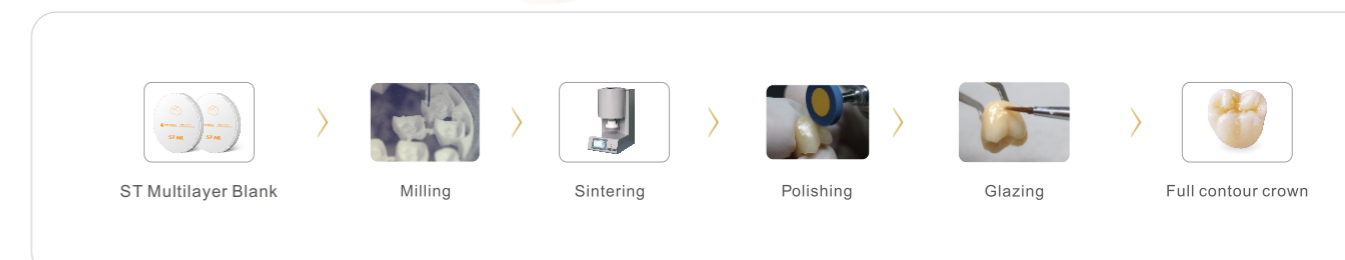 ST Multilayer Blank
Milling
Sintering
Polishing
Glazing
Full contour crown